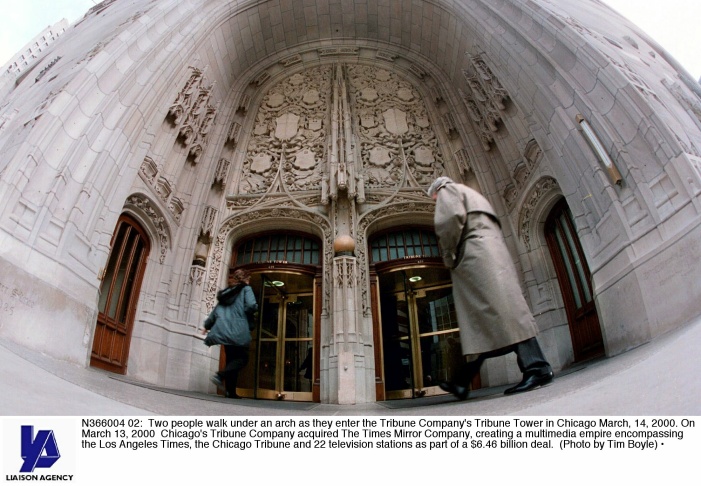 TRIBUNE
N366004 02:  Two people walk under an arch as they enter the Tribune Company's Tribune Tower in Chicago March, 14, 2000. On
March 13, 2000  Chicago's Tribune Company acquired The Times Mirror Company, creating a multimedia empire encompassing
the Los Angeles Times, the Chicago Tribune and 22 television stations as part of a $6.46 billion deal.  (Photo by Tim Boyle) •
LIAISON AGENCY